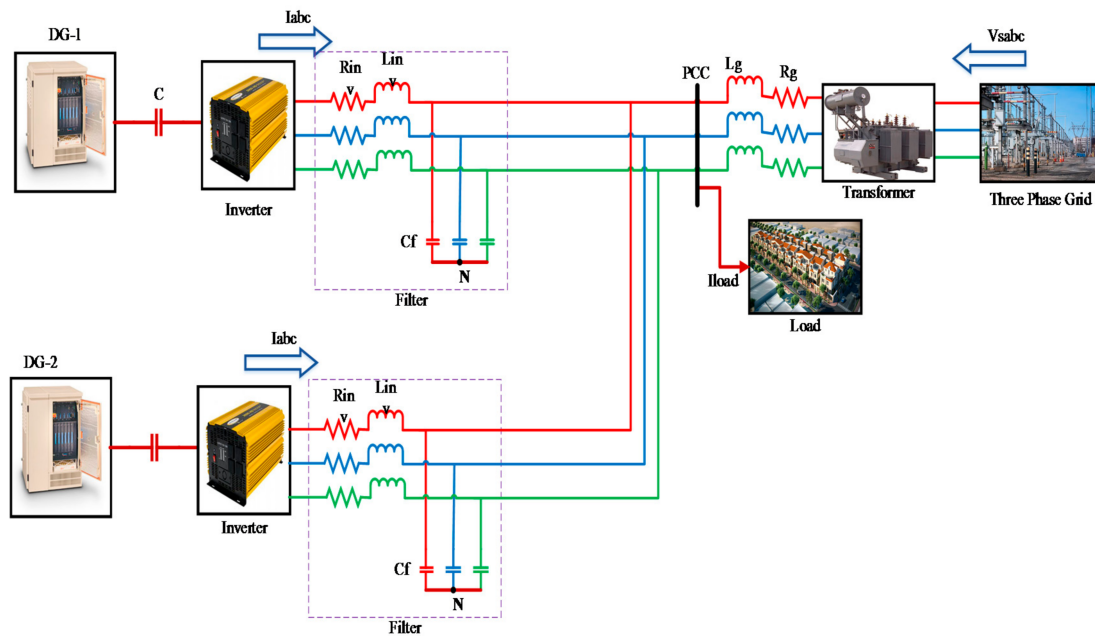 DG-1
C
Inverter
Iabc
Rin
v
Lin
v
Cf
N
Filter
PCC
Lg
Rg
Vsabc
Transformer
Three Phase Grid
Iload
Load
DG-2
Inverter
Iabc
Rin
v
Lin
v
Cf
N
Filter